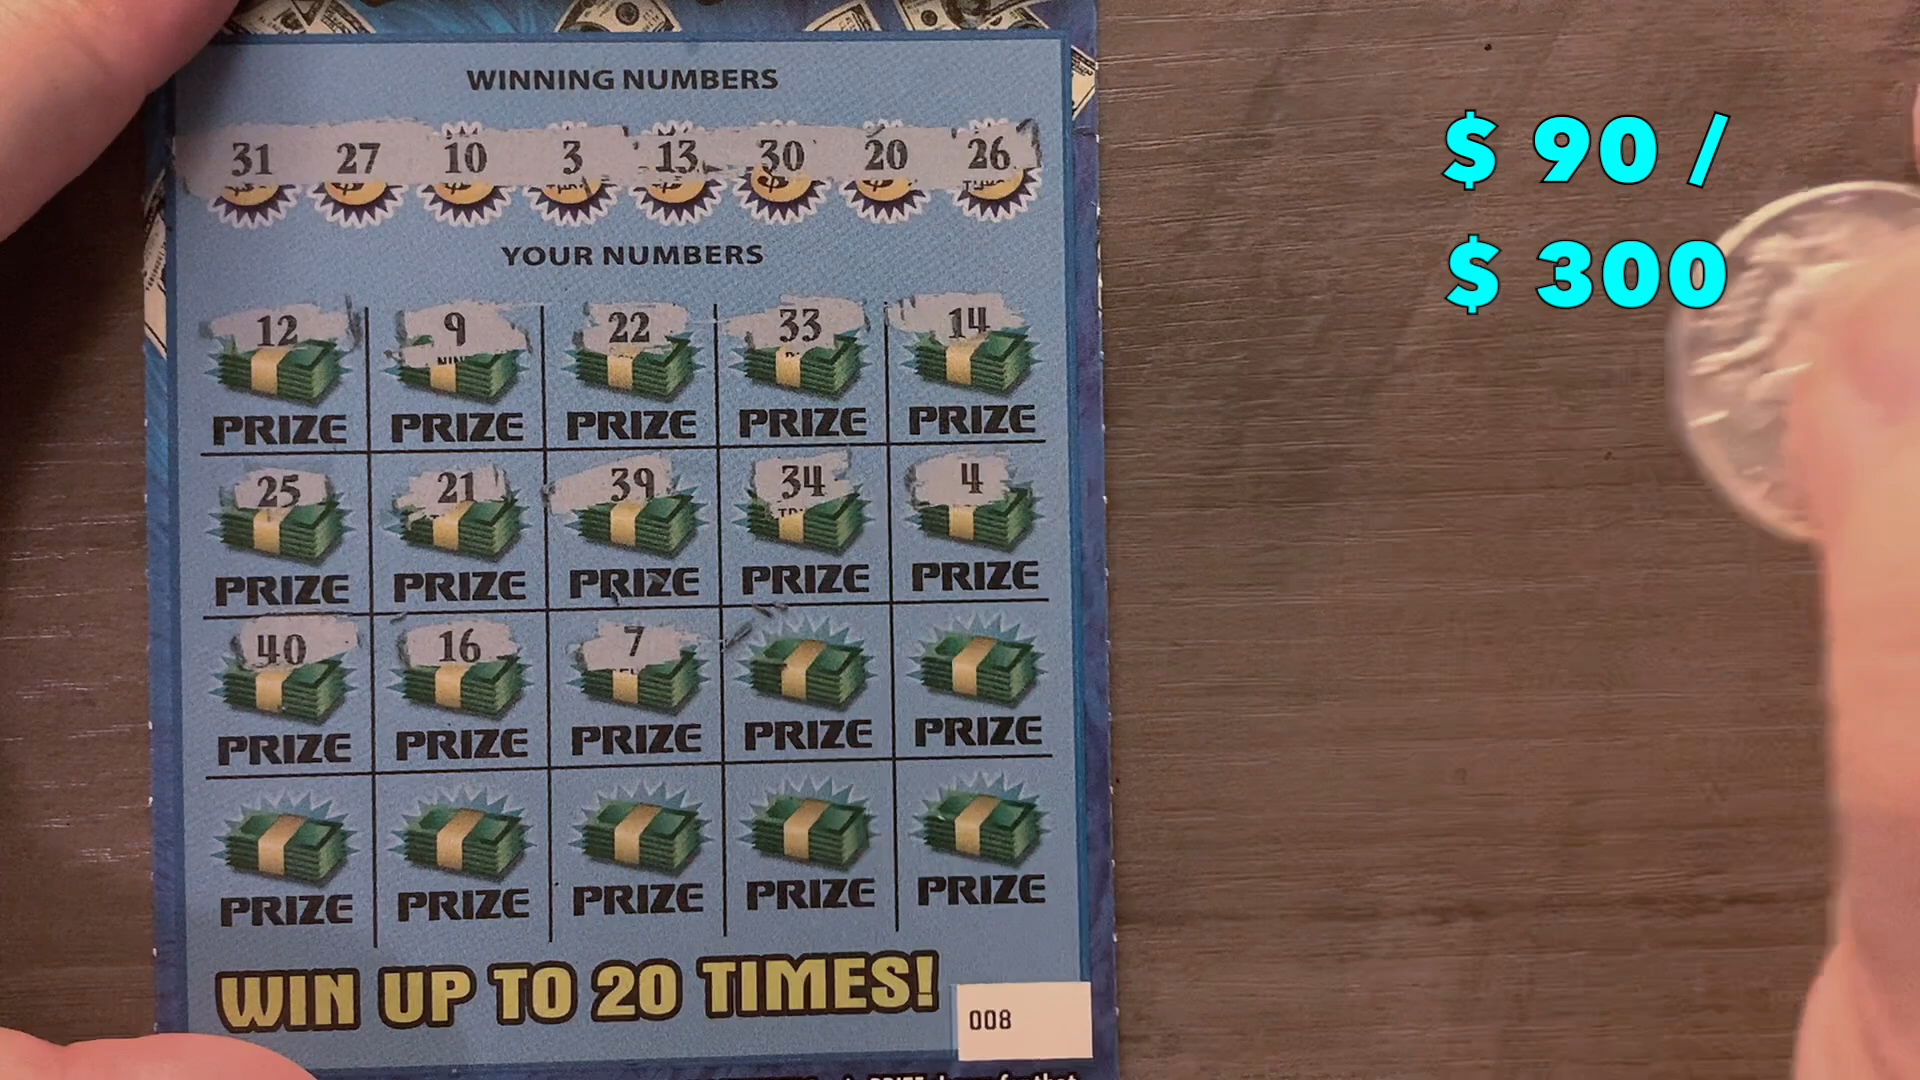 WINNING NUMBERS
31 27 10 3 13 30 20 26
YOUR NUMBERS
12 9 22 33 14
PRIZE PRIZE PRIZE PRIZE PRIZE
25 21 39 34 4
PRIZE PRIZE PRIZE PRIZE PRIZE
40 16 7
PRIZE PRIZE PRIZE PRIZE PRIZE
PRIZE PRIZE PRIZE PRIZE PRIZE
WIN UP TO 20 TIMES!
008
$ 90 /
$ 300